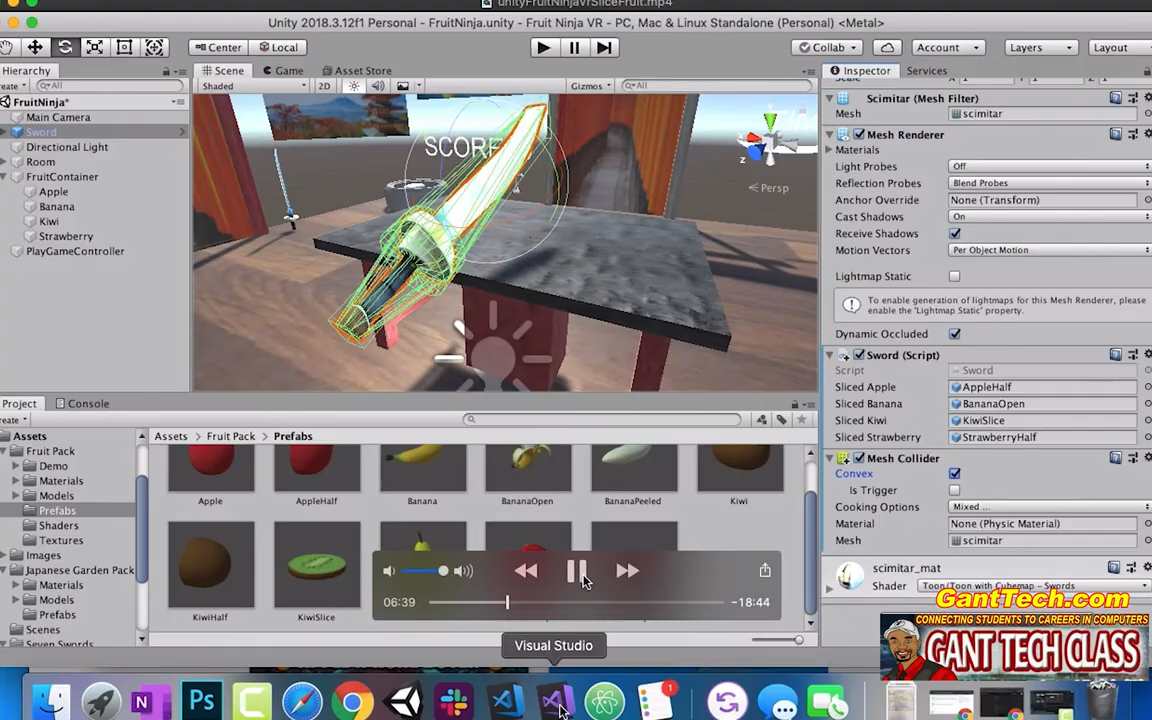 unityFruitNinjaVrSliceFruit.mp4
Unity 2018.3.12f1 Personal - FruitNinja.unity - Fruit Ninja VR - PC, Mac & Linux Standalone (Personal) <Metal>
Center Local Collab Account Layers Layout
Hierarchy Scene Game Asset Store Inspector Services
All Shaded 2D Gizmos All
FruitNinja*
Main Camera
Sword
Directional Light
Room
FruitContainer
Apple
Banana
Kiwi
Strawberry
PlayGameController
SCORE
Persp
z
Scimitar (Mesh Filter)
Mesh scimitar
Mesh Renderer
Materials
Light Probes Off
Reflection Probes Blend Probes
Anchor Override None (Transform)
Cast Shadows On
Receive Shadows
Motion Vectors Per Object Motion
Lightmap Static
To enable generation of lightmaps for this Mesh Renderer, please
enable the 'Lightmap Static' property.
Dynamic Occluded
Sword (Script)
Script Sword
Sliced Apple AppleHalf
Sliced Banana BananaOpen
Sliced Kiwi KiwiSlice
Sliced Strawberry StrawberryHalf
Mesh Collider
Convex
Is Trigger
Cooking Options Mixed ...
Material None (Physic Material)
Mesh scimitar
scimitar_mat
Shader Toon/Toon with Cubemap - Swords
Project Console
Assets
Fruit Pack
Demo
Materials
Models
Prefabs
Shaders
Textures
Images
Japanese Garden Pack
Materials
Models
Prefabs
Scenes
Seven Swords
Assets Fruit Pack Prefabs
Apple AppleHalf Banana BananaOpen BananaPeeled Kiwi
KiwiHalf KiwiSlice
06:39 -18:44
Visual Studio
N Ps C 1
GantTech.com
CONNECTING STUDENTS TO CAREERS IN COMPUTERS
GANT TECH CLASS